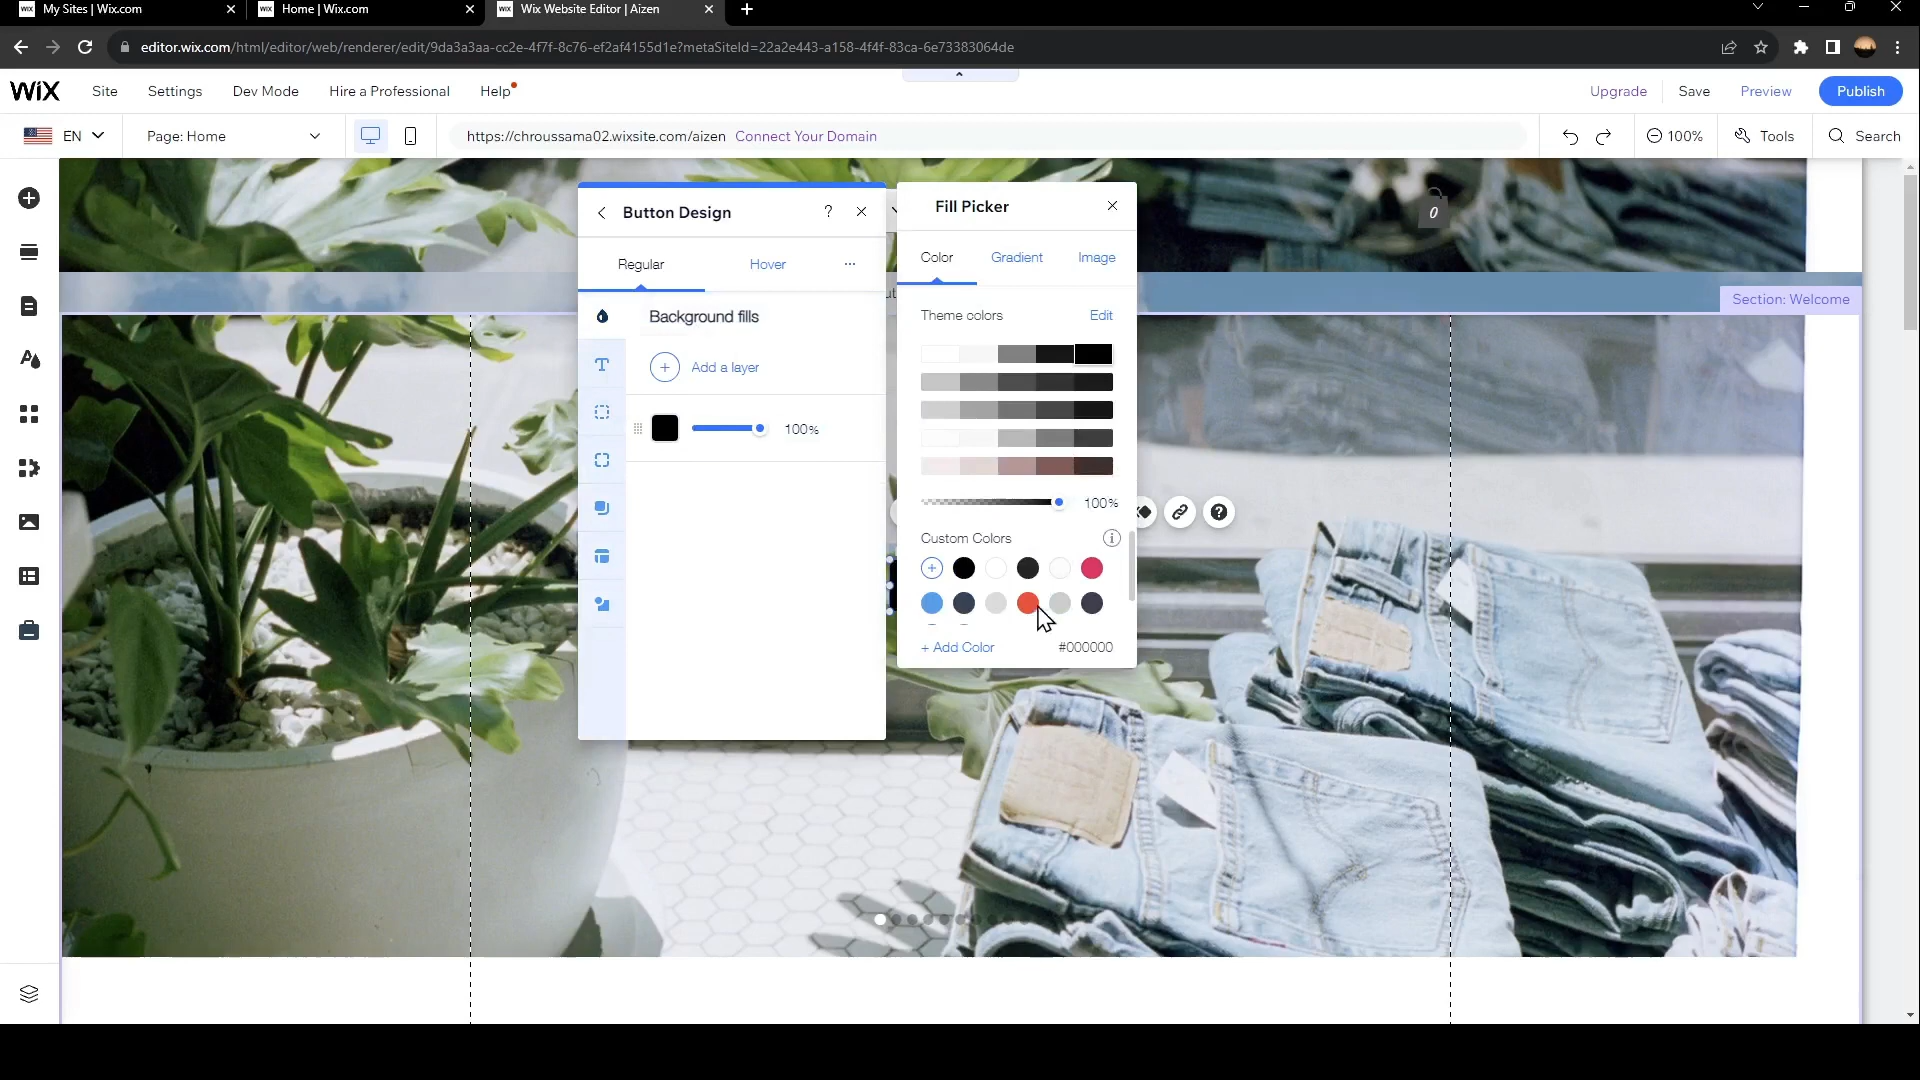 My Sites | Wix.com
Home | Wix.com
Wix Website Editor | Aizen
editor.wix.com/html/editor/web/renderer/edit/9da3a3aa-cc2e-4f7f-8c76-ef2af4155d1e?metaSiteId=22a2e443-a158-4f4f-83ca-6e73383064de
WiX Site Settings Dev Mode Hire a Professional Help Upgrade Save Preview Publish
EN Page: Home https://chroussama02.wixsite.com/aizen Connect Your Domain 100% Tools Search
Button Design ?
Regular Hover ...
Background fills
+ Add a layer
100%
Fill Picker
Color Gradient Image
Theme colors Edit
100%
Custom Colors
+ Add Color #000000
0
Section: Welcome